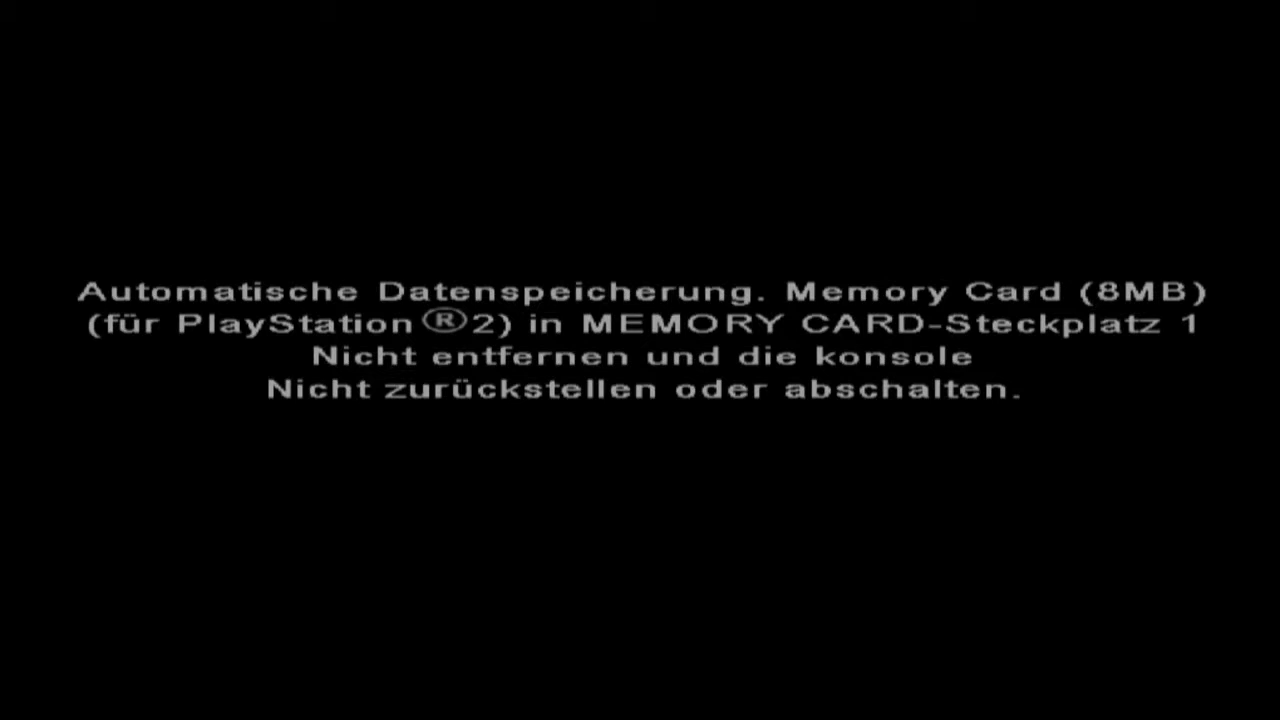 Automatische Datenspeicherung. Memory Card (8MB)
(für PlayStation®2) in MEMORY CARD-Steckplatz 1
Nicht entfernen und die konsole
Nicht zurückstellen oder abschalten.